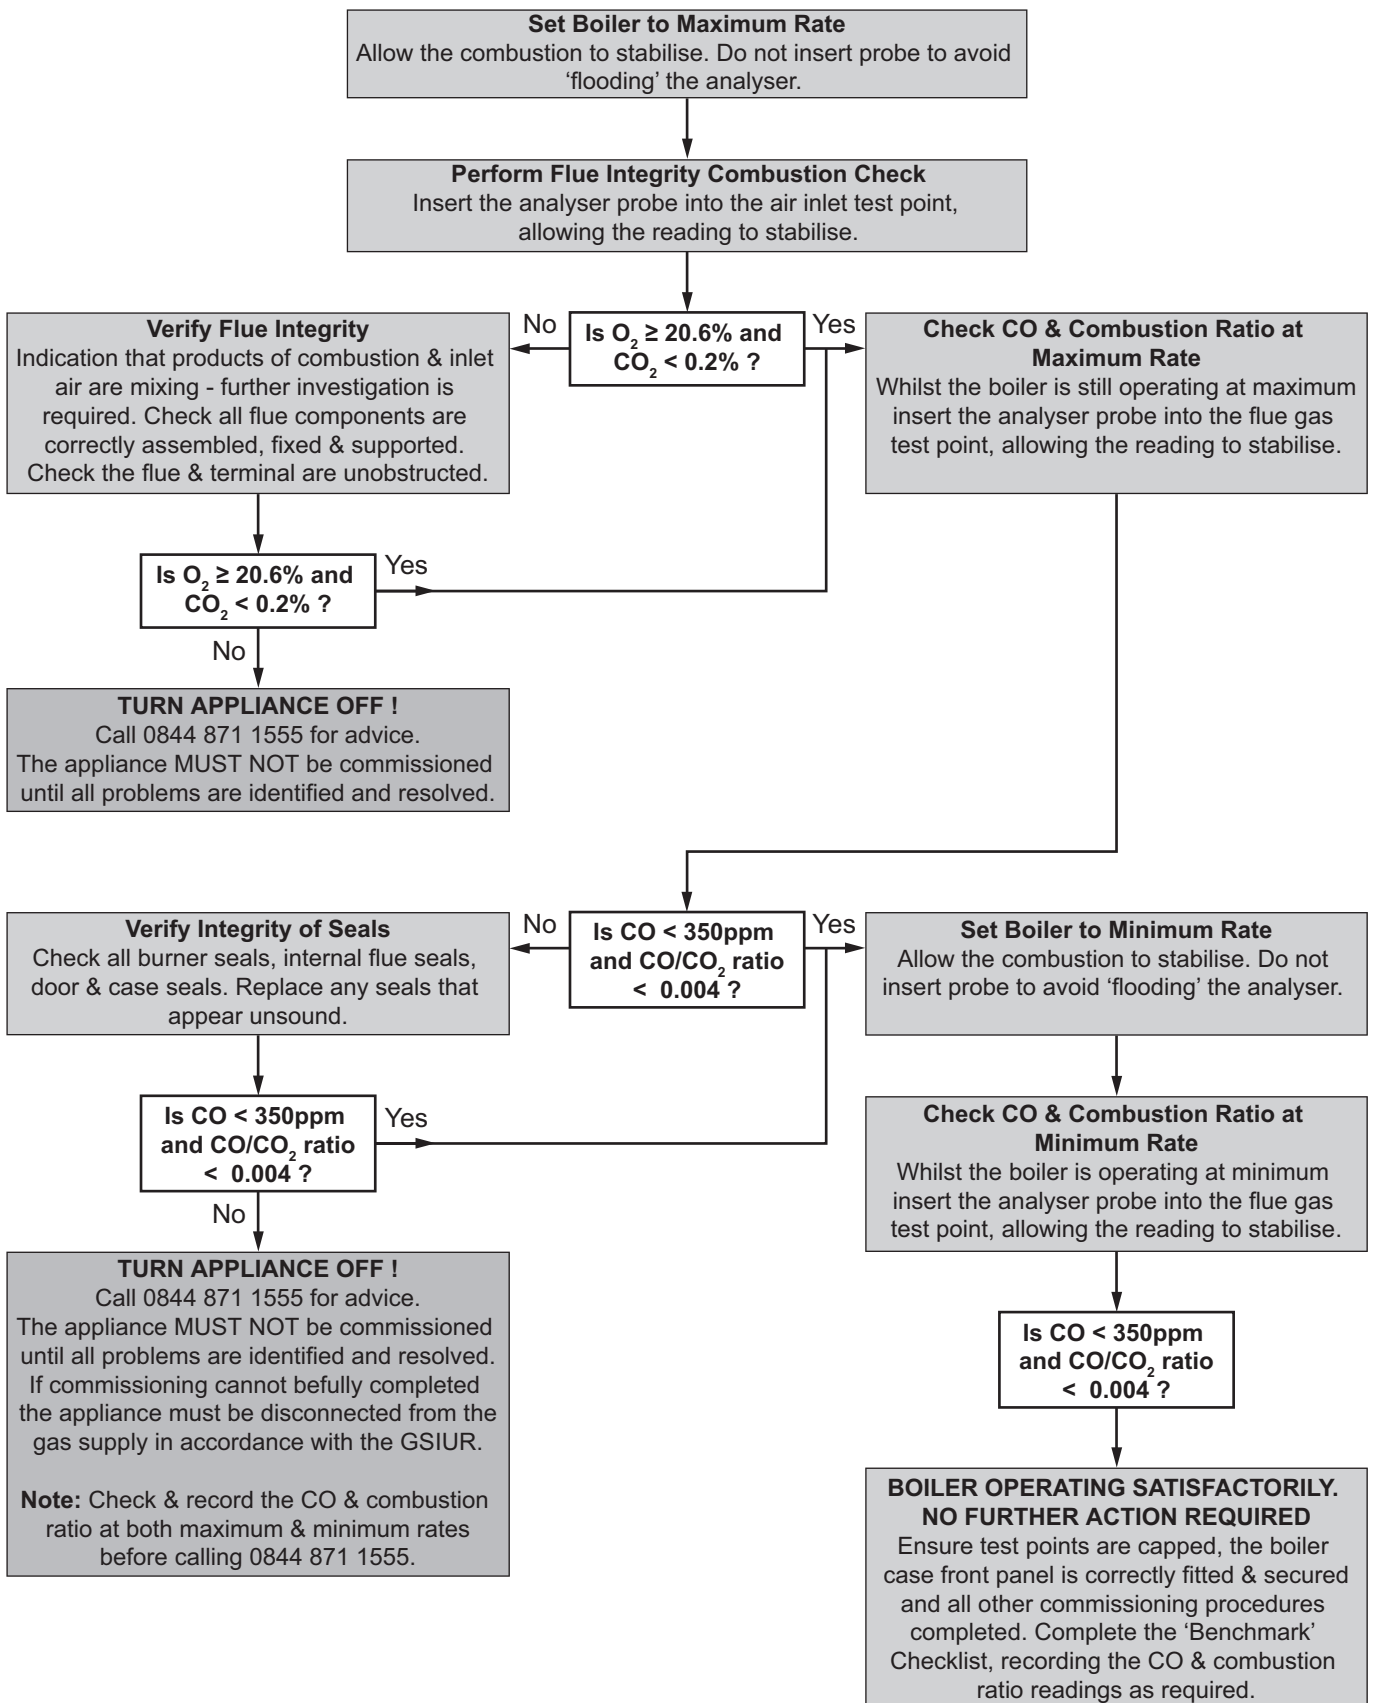 Set Boiler to Maximum Rate
Allow the combustion to stabilise. Do not insert probe to avoid
‘flooding’ the analyser.
Perform Flue Integrity Combustion Check
Insert the analyser probe into the air inlet test point,
allowing the reading to stabilise.
Verify Flue Integrity
Indication that products of combustion & inlet
air are mixing - further investigation is
required. Check all flue components are
correctly assembled, fixed & supported.
Check the flue & terminal are unobstructed.
No
Is O₂ ≥ 20.6% and
CO₂ < 0.2% ?
Yes
Check CO & Combustion Ratio at
Maximum Rate
Whilst the boiler is still operating at maximum
insert the analyser probe into the flue gas
test point, allowing the reading to stabilise.
Is O₂ ≥ 20.6% and
CO₂ < 0.2% ?
Yes
No
TURN APPLIANCE OFF !
Call 0844 871 1555 for advice.
The appliance MUST NOT be commissioned
until all problems are identified and resolved.
Verify Integrity of Seals
Check all burner seals, internal flue seals,
door & case seals. Replace any seals that
appear unsound.
No
Is CO < 350ppm
and CO/CO₂ ratio
< 0.004 ?
Yes
Set Boiler to Minimum Rate
Allow the combustion to stabilise. Do not
insert probe to avoid ‘flooding’ the analyser.
Is CO < 350ppm
and CO/CO₂ ratio
< 0.004 ?
Yes
No
Check CO & Combustion Ratio at
Minimum Rate
Whilst the boiler is operating at minimum
insert the analyser probe into the flue gas
test point, allowing the reading to stabilise.
TURN APPLIANCE OFF !
Call 0844 871 1555 for advice.
The appliance MUST NOT be commissioned
until all problems are identified and resolved.
If commissioning cannot befully completed
the appliance must be disconnected from the
gas supply in accordance with the GSIUR.
Note: Check & record the CO & combustion
ratio at both maximum & minimum rates
before calling 0844 871 1555.
Is CO < 350ppm
and CO/CO₂ ratio
< 0.004 ?
BOILER OPERATING SATISFACTORILY.
NO FURTHER ACTION REQUIRED
Ensure test points are capped, the boiler
case front panel is correctly fitted & secured
and all other commissioning procedures
completed. Complete the ‘Benchmark’
Checklist, recording the CO & combustion
ratio readings as required.